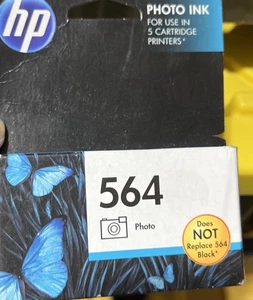 hp
PHOTO INK
FOR USE IN
5 CARTRIDGE
PRINTERS*
564
Photo
Does
NOT
Replace 564
Black*